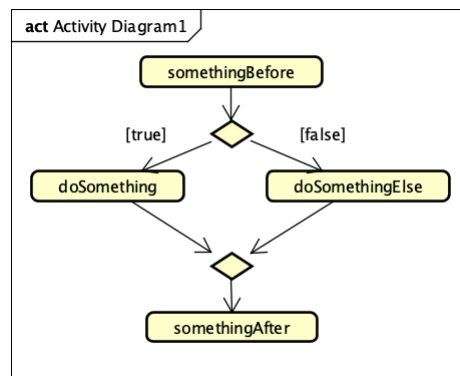 act Activity Diagram1
somethingBefore
[true]
[false]
doSomething
doSomethingElse
somethingAfter